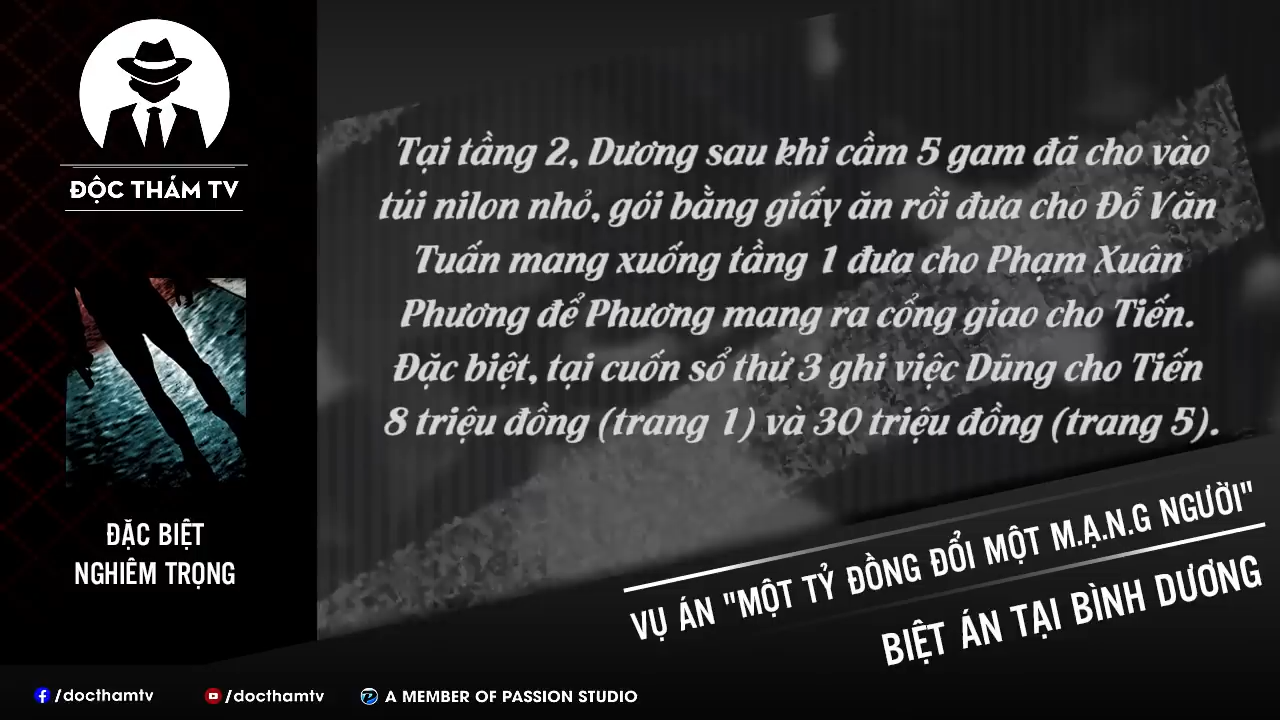 ĐỘC THÁM TV
ĐẶC BIỆT
NGHIÊM TRỌNG
Tại tầng 2, Dương sau khi cầm 5 gam đã cho vào
túi nilon nhỏ, gói bằng giấy ăn rồi đưa cho Đỗ Văn
Tuấn mang xuống tầng 1 đưa cho Phạm Xuân
Phương để Phương mang ra cổng giao cho Tiến.
Đặc biệt, tại cuốn sổ thứ 3 ghi việc Dũng cho Tiến
8 triệu đồng (trang 1) và 30 triệu đồng (trang 5).
VỤ ÁN "MỘT TỶ ĐỒNG ĐỔI MỘT M.Ạ.N.G NGƯỜI"
BIỆT ÁN TẠI BÌNH DƯƠNG
/docthamtv
/docthamtv
A MEMBER OF PASSION STUDIO